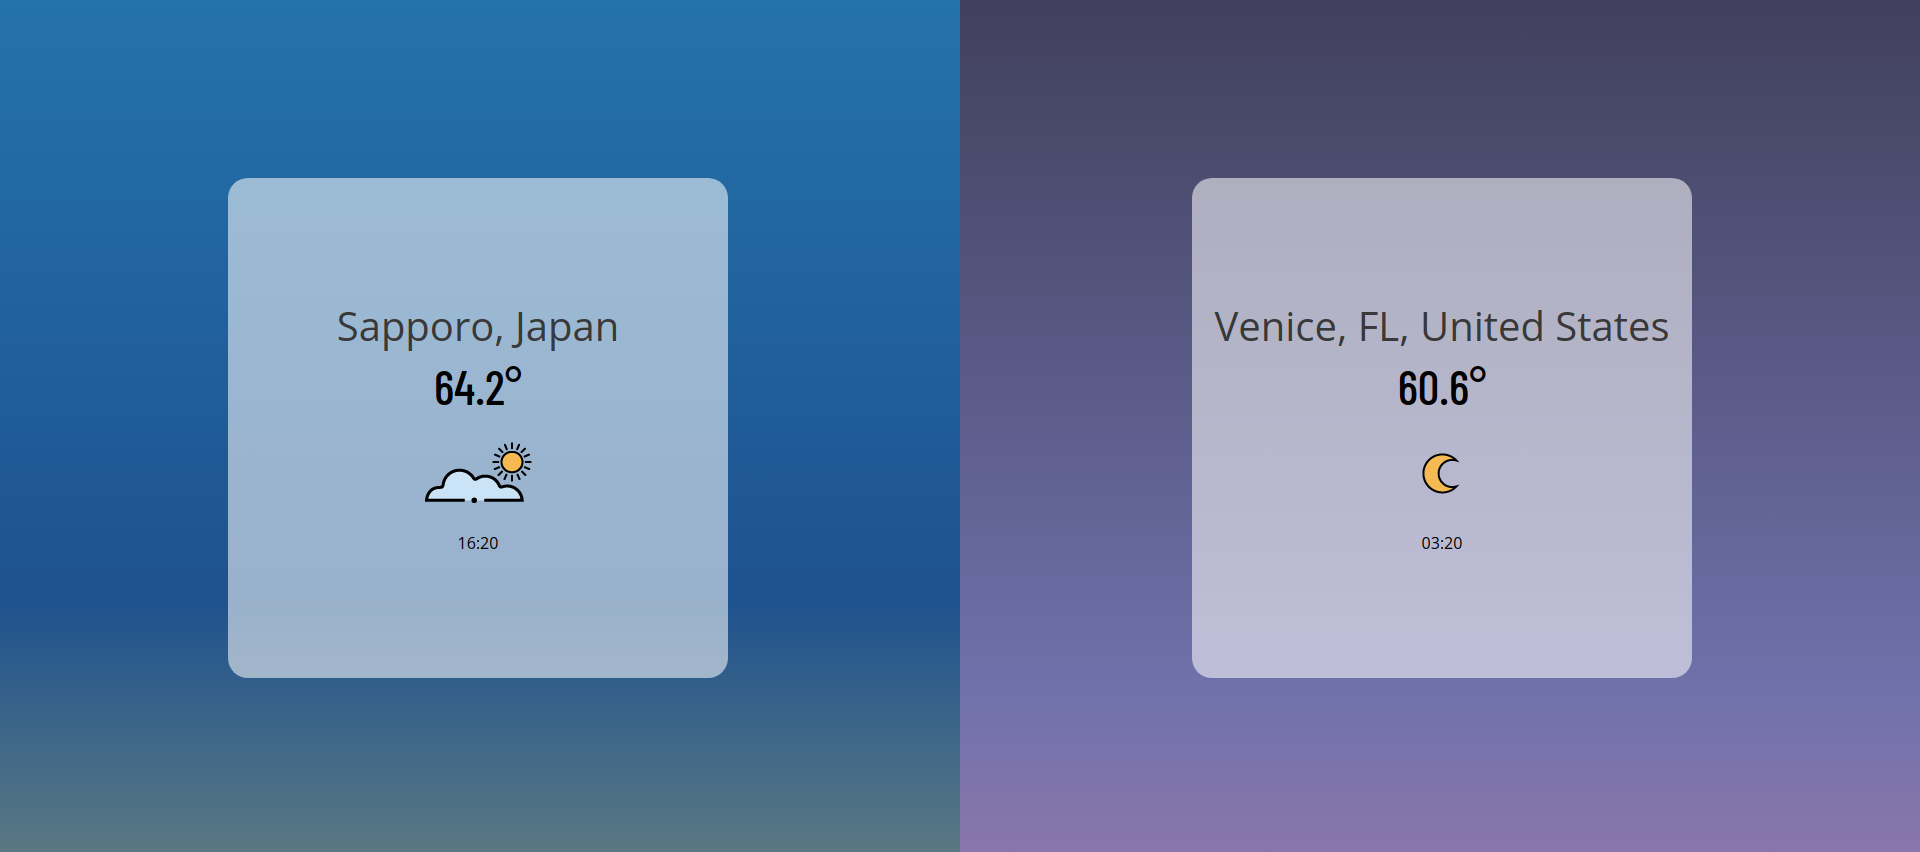 Sapporo, Japan
64.2°
16:20
Venice, FL, United States
60.6°
03:20